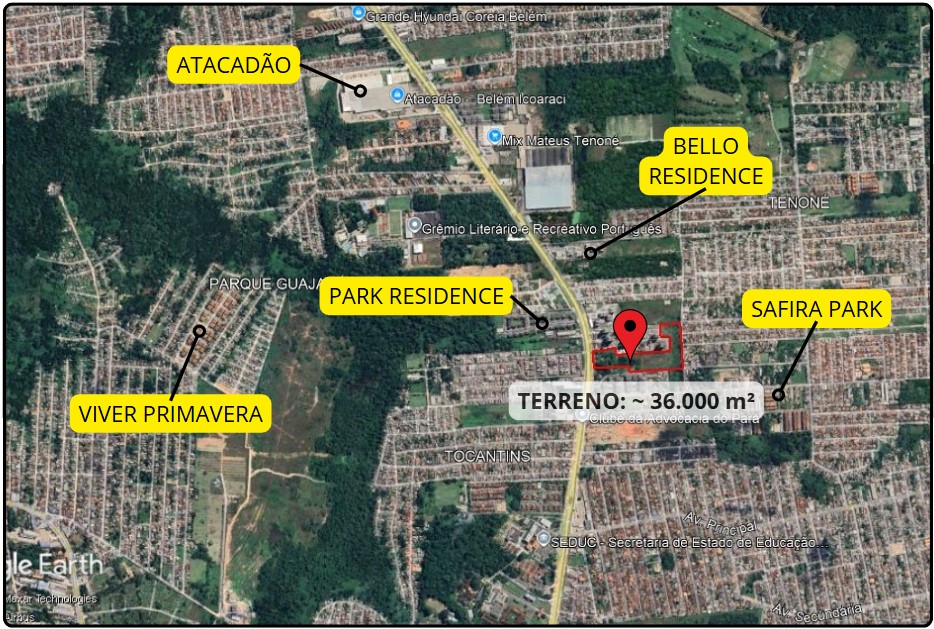 Grande Hyundai Coreia Belém
ATACADÃO
Atacadão - Belém Icoaraci
Mix Mateus Tenoné
BELLO
RESIDENCE
TENONÉ
Grêmio Literário e Recreativo Português
PARQUE GUAJA
PARK RESIDENCE
SAFIRA PARK
VIVER PRIMAVERA
TERRENO: ~ 36.000 m²
Clube da Advocacia do Pará
TOCANTINS
Av. Principal
SEDUC - Secretaria de Estado de Educação...
gle Earth
Maxar Technologies
Airbus
Av. Secundária